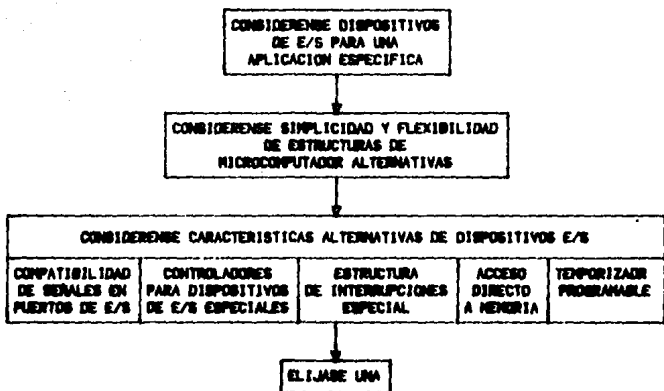 CONSIDERENSE DISPOSITIVOS
DE E/S PARA UNA
APLICACION ESPECIFICA
CONSIDERENSE SIMPLICIDAD Y FLEXIBILIDAD
DE ESTRUCTURAS DE
MICROCOMPUTADOR ALTERNATIVAS
CONSIDERENSE CARACTERISTICAS ALTERNATIVAS DE DISPOSITIVOS E/S
COMPATIBILIDAD
DE SEÑALES EN
PUERTOS DE E/S
CONTROLADORES
PARA DISPOSITIVOS
DE E/S ESPECIALES
ESTRUCTURA
DE INTERRUPCIONES
ESPECIAL
ACCESO
DIRECTO
A MEMORIA
TEMPORIZADR
PROGRAMABLE
ELIJASE UNA